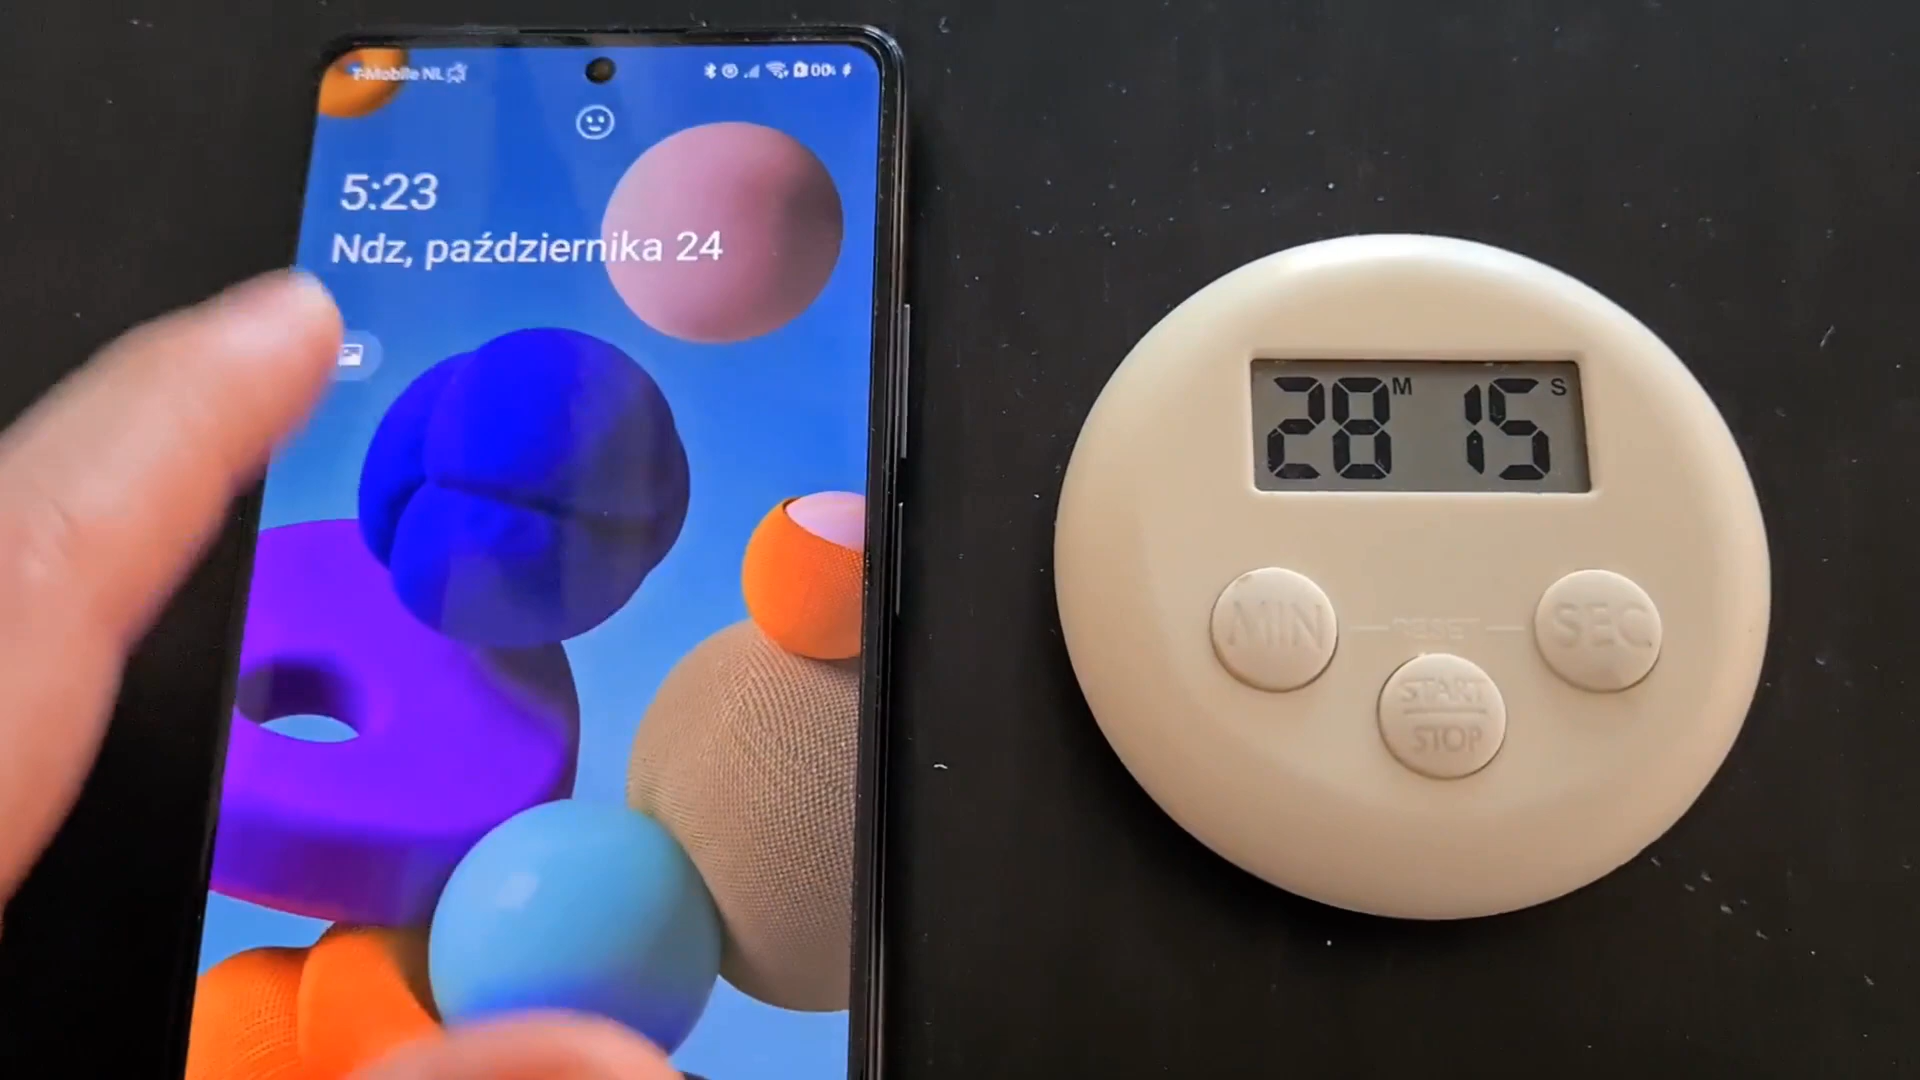 T-Mobile NL
5:23
Ndz, października 24
28 M 15 S
MIN
RESET
SEC
START
STOP